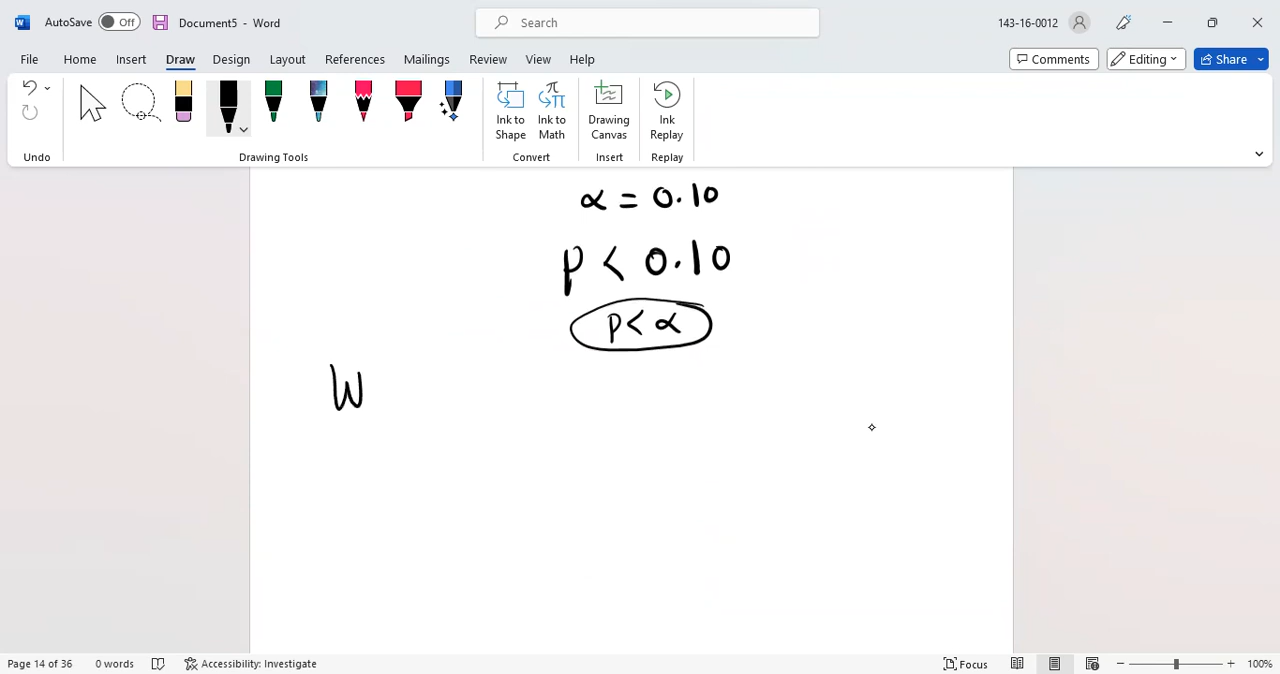 AutoSave Off Document5 - Word Search 143-16-0012
File Home Insert Draw Design Layout References Mailings Review View Help Comments Editing Share
Undo
Drawing Tools
Ink to Shape
Ink to Math
Convert
Drawing Canvas
Insert
Ink Replay
Replay
α = 0.10
p < 0.10
p < α
W
Page 14 of 36 0 words Accessibility: Investigate Focus 100%